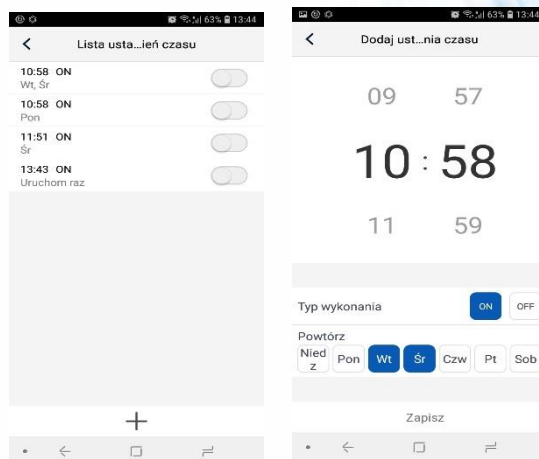 63% 13:44
Lista usta...ień czasu
10:58 ON
Wt, Śr
10:58 ON
Pon
11:51 ON
Śr
13:43 ON
Uruchom raz
+
63% 13:44
Dodaj ust...nia czasu
09 57
10 : 58
11 59
Typ wykonania ON OFF
Powtórz
Niedz Pon Wt Śr Czw Pt Sob
Zapisz